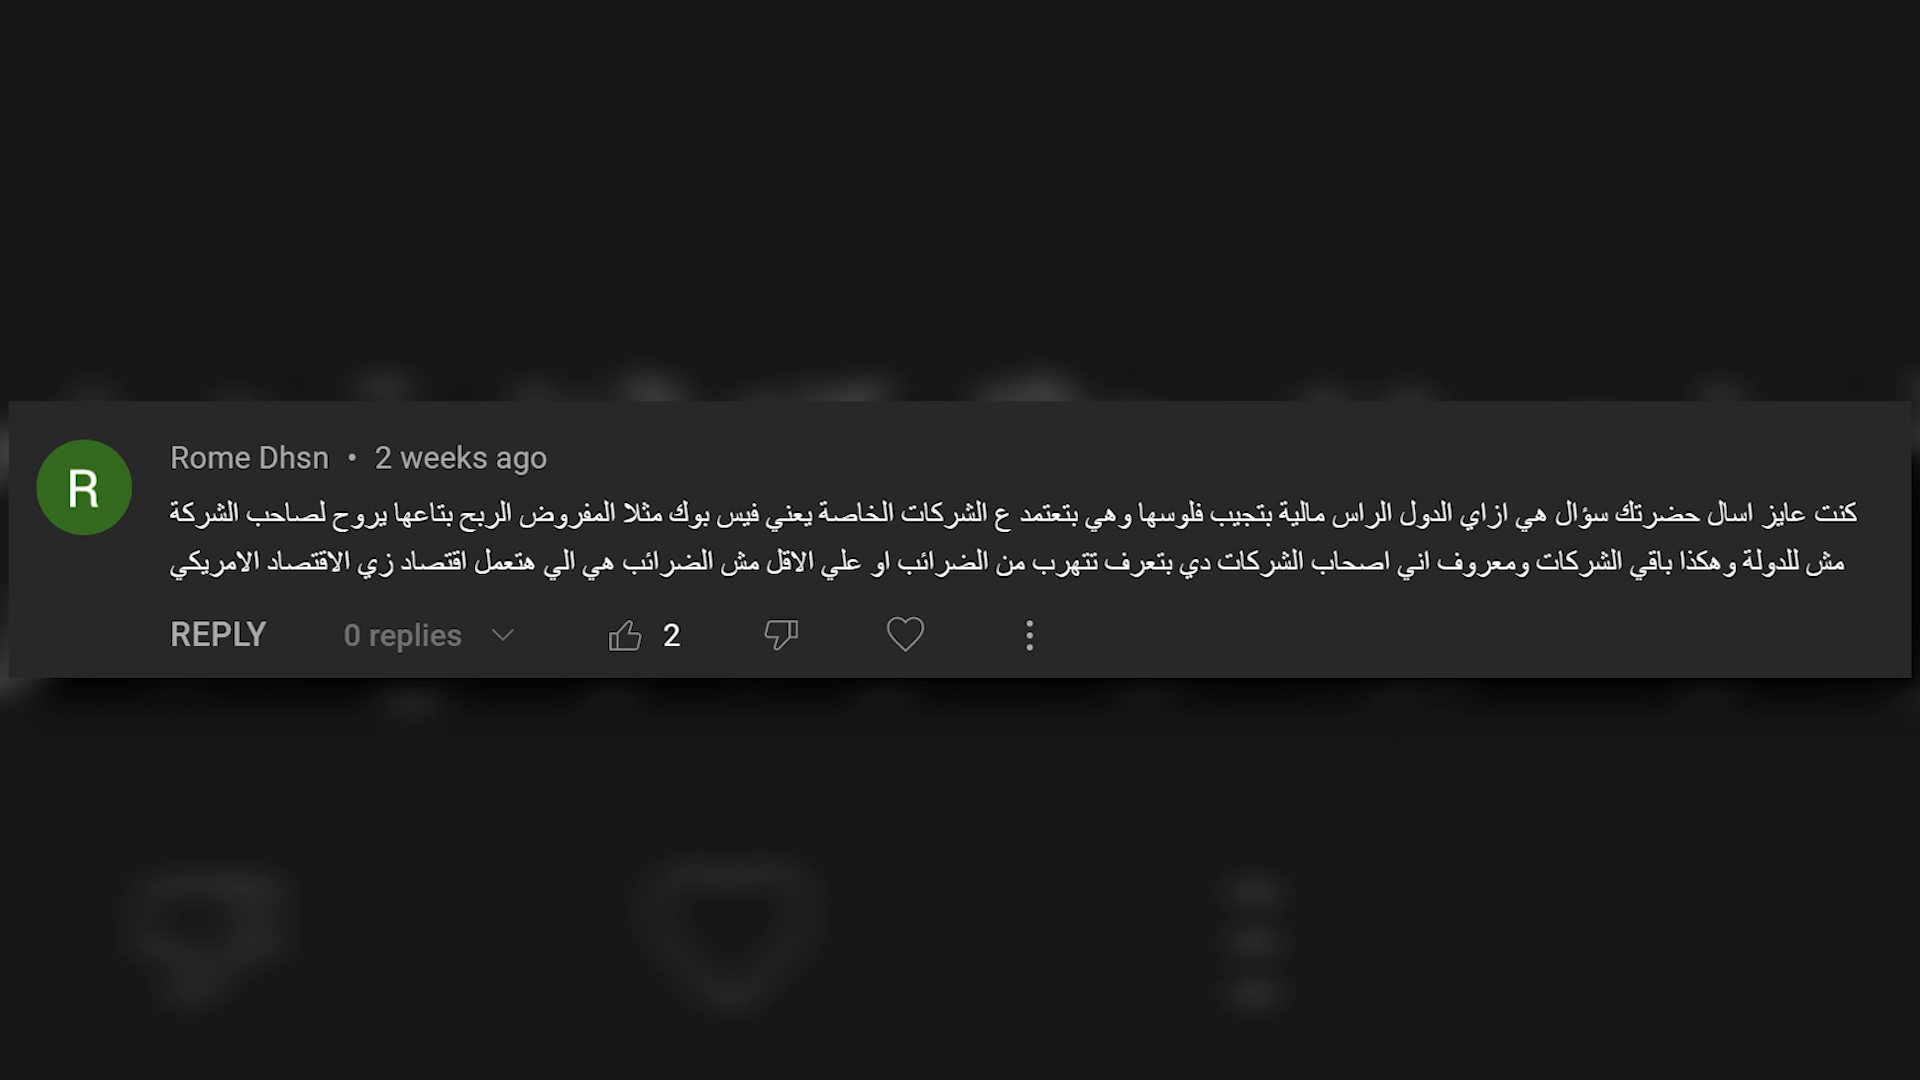 R
Rome Dhsn • 2 weeks ago
كنت عايز اسال حضرتك سؤال هي ازاي الدول الراس مالية بتجيب فلوسها وهي بتعتمد ع الشركات الخاصة يعني فيس بوك مثلا المفروض الربح بتاعها يروح لصاحب الشركة
مش للدولة وهكذا باقي الشركات ومعروف اني اصحاب الشركات دي بتعرف تتهرب من الضرائب او علي الاقل مش الضرائب هي الي هتعمل اقتصاد زي الاقتصاد الامريكي
REPLY 0 replies 2